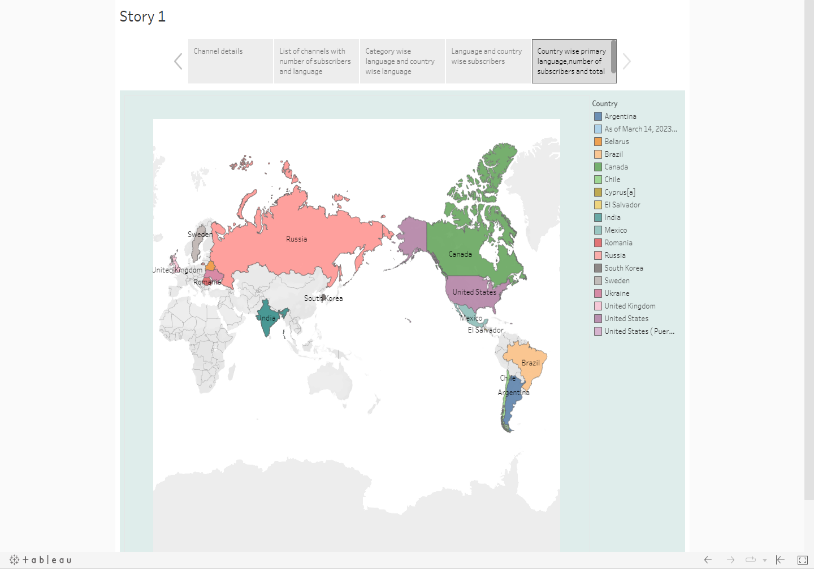 Story 1
Channel details
List of channels with
number of subscribers
and language
Category wise
language and country
wise language
Language and country
wise subscribers
Country wise primary
language,number of
subscribers and total
Country
Argentina
As of March 14, 2023...
Belarus
Brazil
Canada
Chile
Cyprus[a]
El Salvador
India
Mexico
Romania
Russia
South Korea
Sweden
Ukraine
United Kingdom
United States
United States ( Puer...
Sweden
Russia
United Kingdom
Romania
South Korea
India
Canada
United States
Mexico
El Salvador
Brazil
Chile
Argentina
+ableau